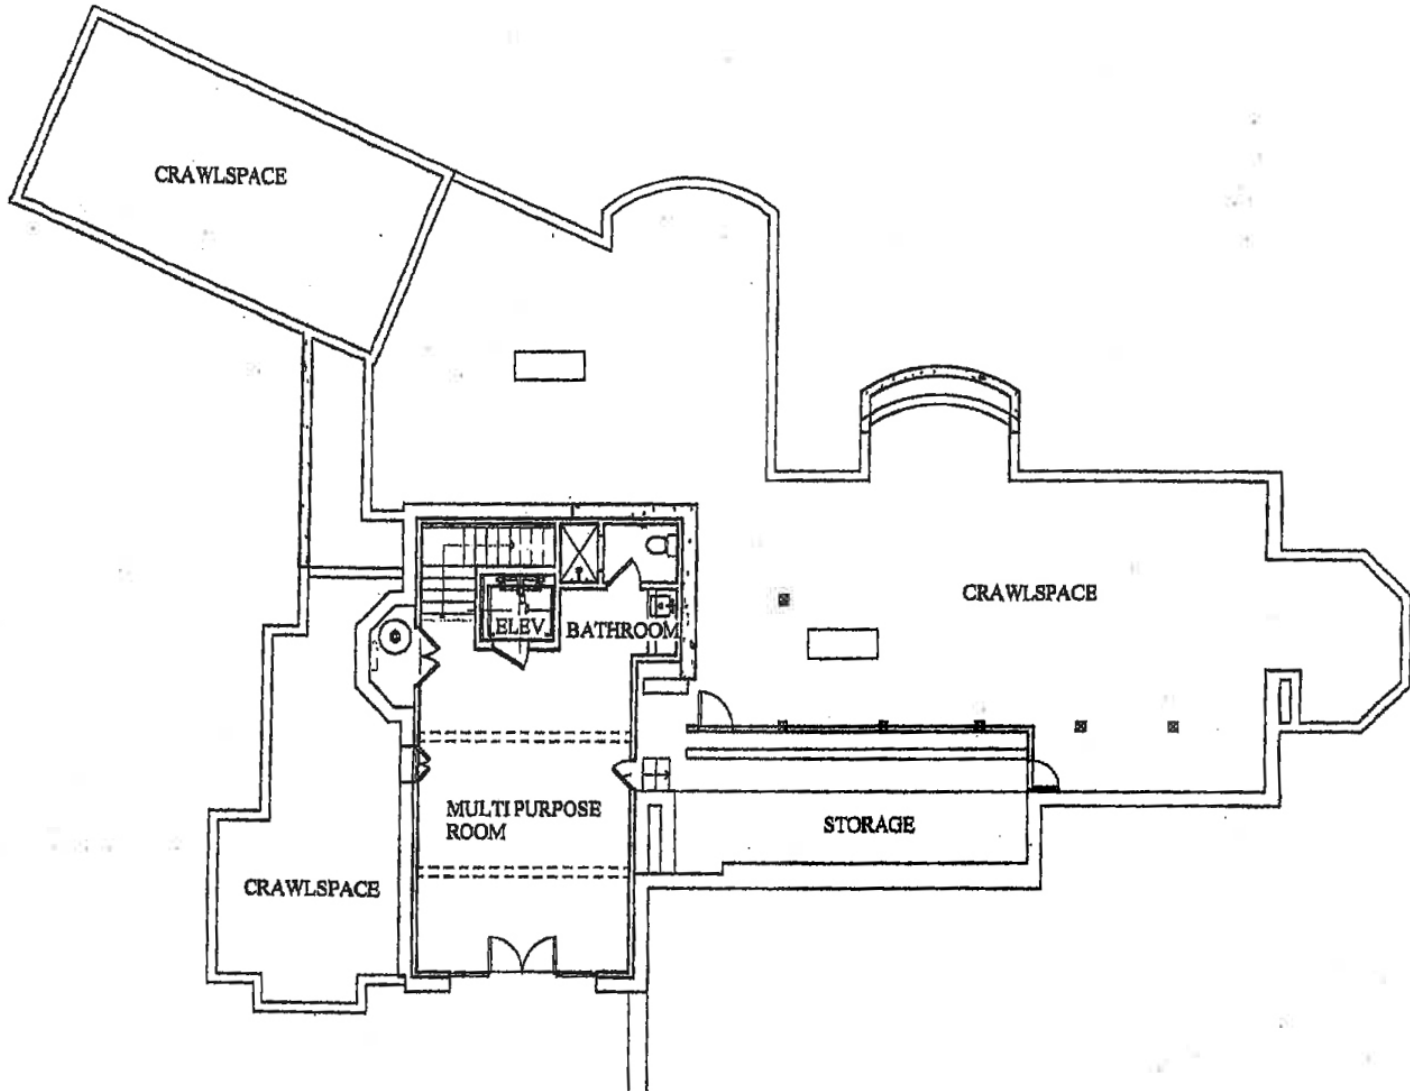 CRAWLSPACE
CRAWLSPACE
ELEV.
BATHROOM
MULTI PURPOSE
ROOM
STORAGE
CRAWLSPACE